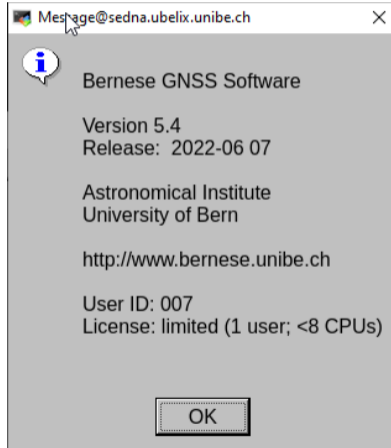 Message@sedna.ubelix.unibe.ch
Bernese GNSS Software
Version 5.4
Release: 2022-06 07
Astronomical Institute
University of Bern
http://www.bernese.unibe.ch
User ID: 007
License: limited (1 user; <8 CPUs)
OK